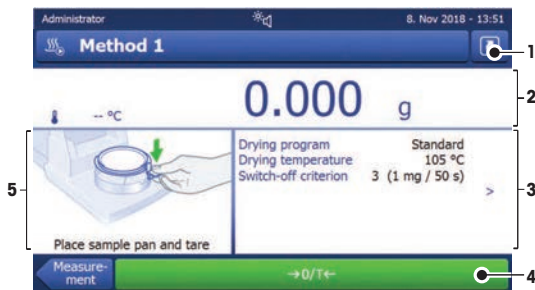 Administrator 8. Nov 2018 - 13:51
Method 1
1
0.000 g
-- °C
2
Drying program Standard
Drying temperature 105 °C
Switch-off criterion 3 (1 mg / 50 s)
>
3
5
Place sample pan and tare
Measure-
ment
→0/T←
4